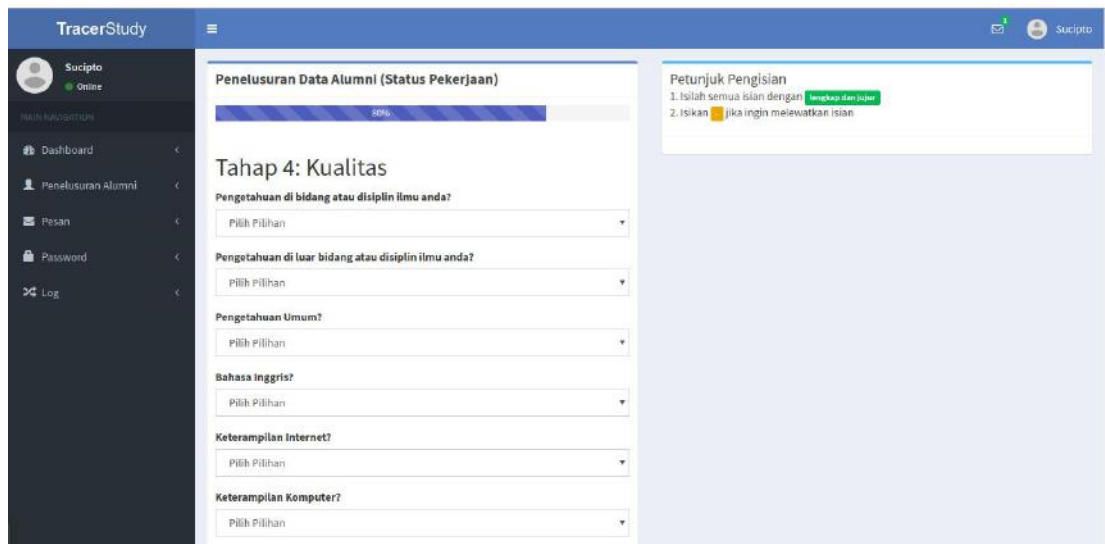 TracerStudy
1
Sucipto
Sucipto
Online
MAIN NAVIGATION
Dashboard
Penelusuran Alumni
Pesan
Password
Log
Penelusuran Data Alumni (Status Pekerjaan)
80%
Tahap 4: Kualitas
Pengetahuan di bidang atau disiplin ilmu anda?
Pilih Pilihan
Pengetahuan di luar bidang atau disiplin ilmu anda?
Pilih Pilihan
Pengetahuan Umum?
Pilih Pilihan
Bahasa Inggris?
Pilih Pilihan
Keterampilan Internet?
Pilih Pilihan
Keterampilan Komputer?
Pilih Pilihan
Petunjuk Pengisian
1. Isilah semua isian dengan lengkap dan jujur
2. Isikan - jika ingin melewatkan isian